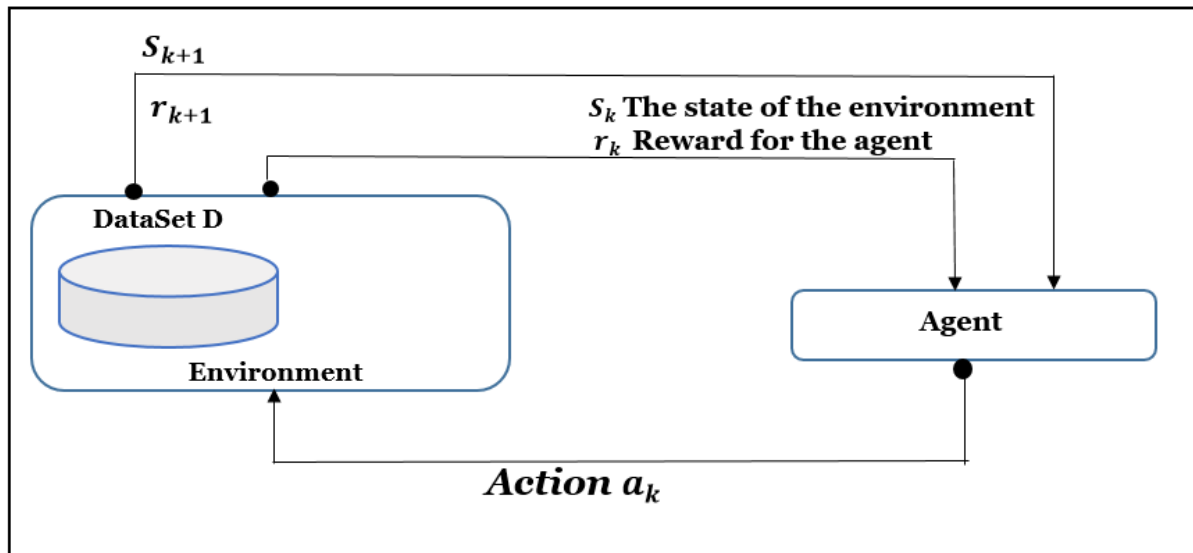 S_{k+1}
r_{k+1}
S_k The state of the environment
r_k Reward for the agent
DataSet D
Environment
Agent
Action a_k